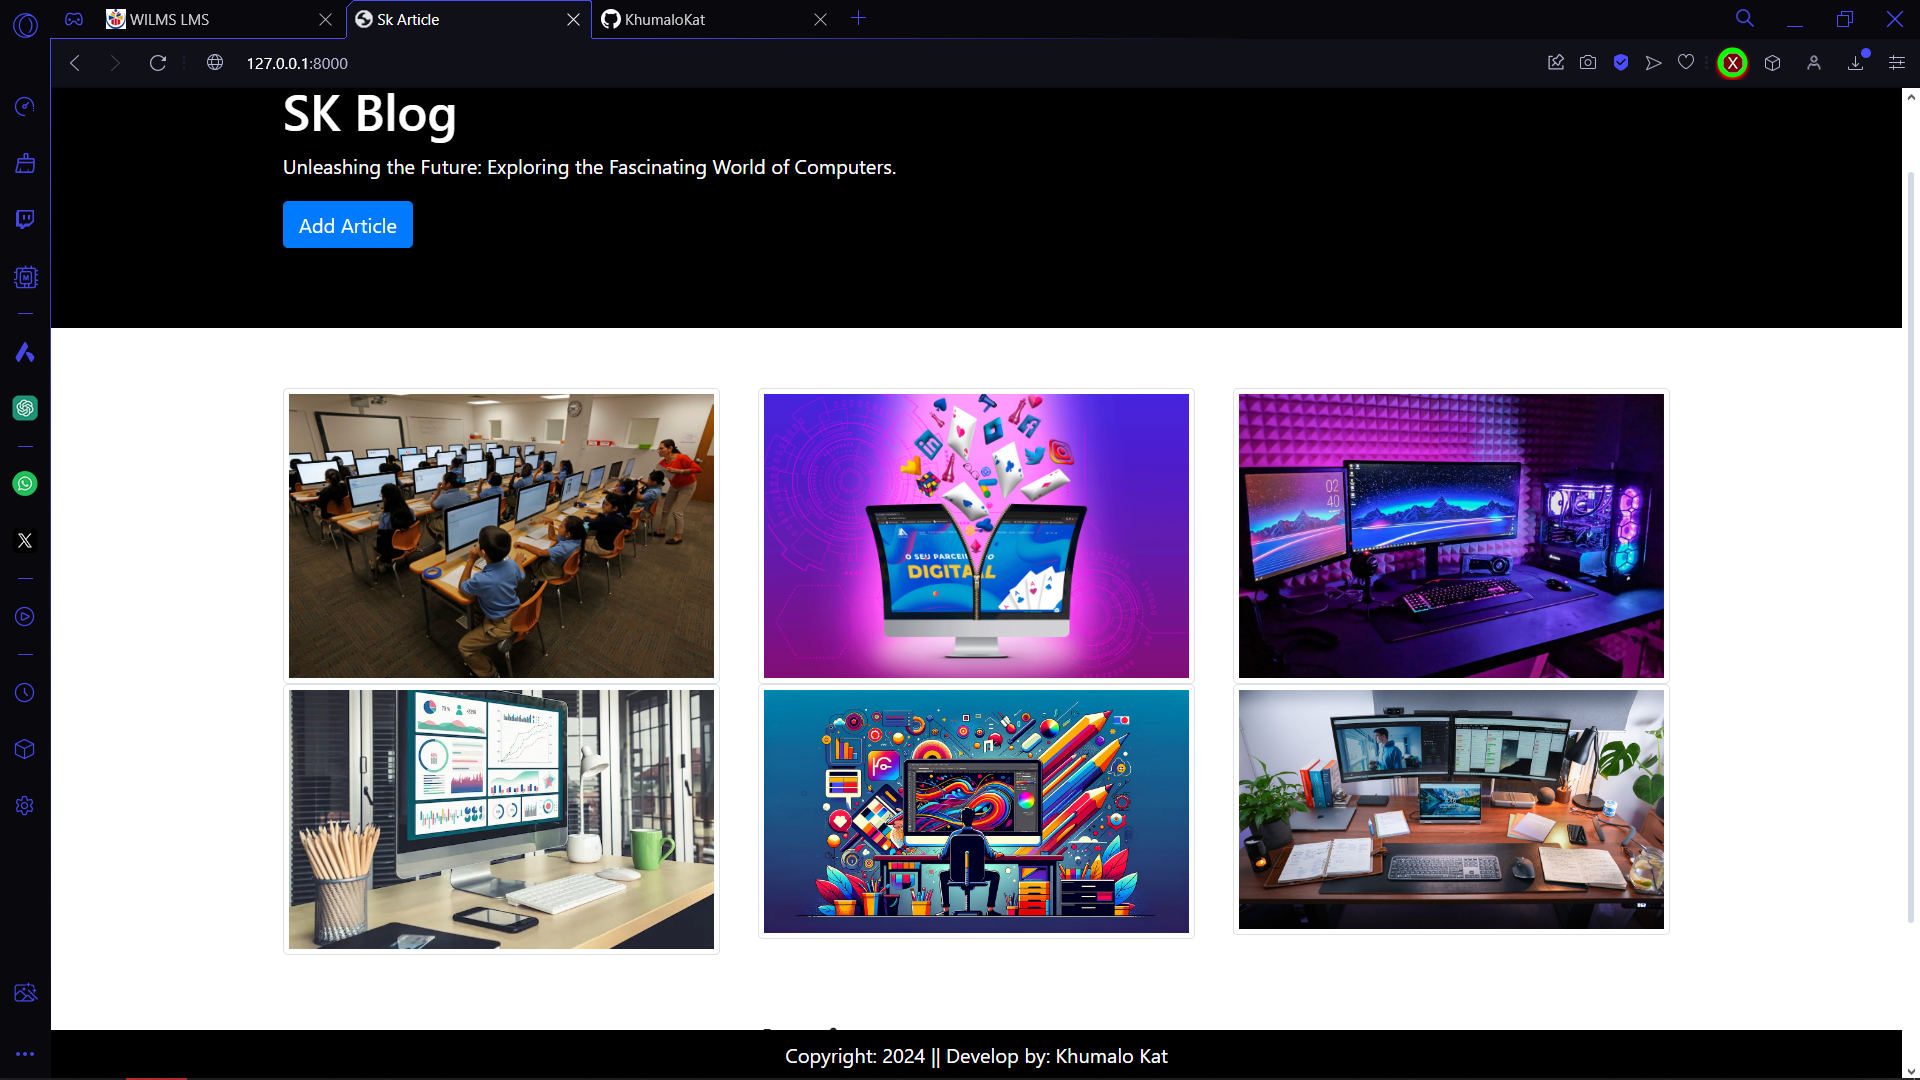 WILMS LMS
Sk Article
KhumaloKat
127.0.0.1:8000
SK Blog
Unleashing the Future: Exploring the Fascinating World of Computers.
Add Article
O SEU PARCEI
DIGITAL
02
40
Copyright: 2024 || Develop by: Khumalo Kat